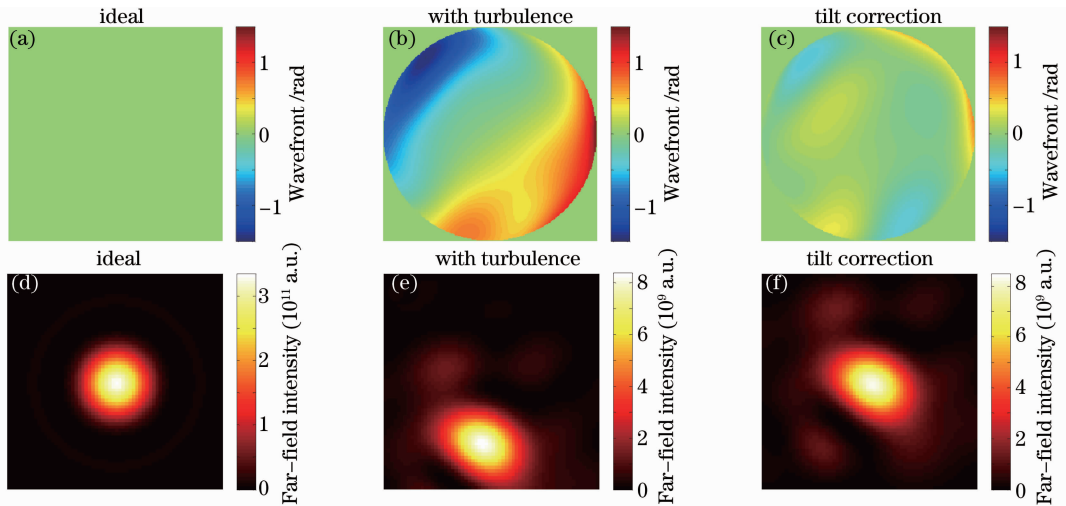 ideal
with turbulence
tilt correction
(a)
(b)
(c)
1
0
−1
Wavefront /rad
1
0
−1
Wavefront /rad
1
0
−1
Wavefront /rad
ideal
with turbulence
tilt correction
(d)
(e)
(f)
3
2
1
0
Far−field intensity (10¹¹ a.u.)
8
6
4
2
0
Far−field intensity (10⁹ a.u.)
8
6
4
2
0
Far−field intensity (10⁹ a.u.)